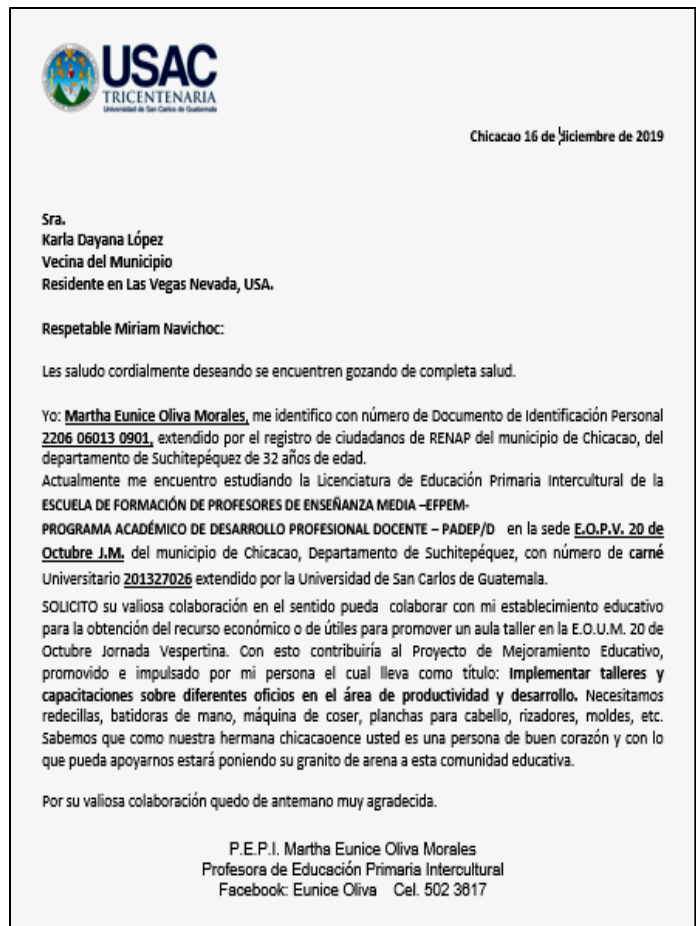 USAC
TRICENTENARIA
Universidad de San Carlos de Guatemala
Chicacao 16 de diciembre de 2019
Sra.
Karla Dayana López
Vecina del Municipio
Residente en Las Vegas Nevada, USA.
Respetable Miriam Navichoc:
Les saludo cordialmente deseando se encuentren gozando de completa salud.
Yo: Martha Eunice Oliva Morales, me identifico con número de Documento de Identificación Personal
2206 06013 0901, extendido por el registro de ciudadanos de RENAP del municipio de Chicacao, del
departamento de Suchitepéquez de 32 años de edad.
Actualmente me encuentro estudiando la Licenciatura de Educación Primaria Intercultural de la
ESCUELA DE FORMACIÓN DE PROFESORES DE ENSEÑANZA MEDIA –EFPEM-
PROGRAMA ACADÉMICO DE DESARROLLO PROFESIONAL DOCENTE – PADEP/D en la sede E.O.P.V. 20 de
Octubre J.M. del municipio de Chicacao, Departamento de Suchitepéquez, con número de carné
Universitario 201327026 extendido por la Universidad de San Carlos de Guatemala.
SOLICITO su valiosa colaboración en el sentido pueda colaborar con mi establecimiento educativo
para la obtención del recurso económico o de útiles para promover un aula taller en la E.O.U.M. 20 de
Octubre Jornada Vespertina. Con esto contribuiría al Proyecto de Mejoramiento Educativo,
promovido e impulsado por mi persona el cual lleva como título: Implementar talleres y
capacitaciones sobre diferentes oficios en el área de productividad y desarrollo. Necesitamos
redecillas, batidoras de mano, máquina de coser, planchas para cabello, rizadores, moldes, etc.
Sabemos que como nuestra hermana chicacaoence usted es una persona de buen corazón y con lo
que pueda apoyarnos estará poniendo su granito de arena a esta comunidad educativa.
Por su valiosa colaboración quedo de antemano muy agradecida.
P.E.P.I. Martha Eunice Oliva Morales
Profesora de Educación Primaria Intercultural
Facebook: Eunice Oliva Cel. 502 3617